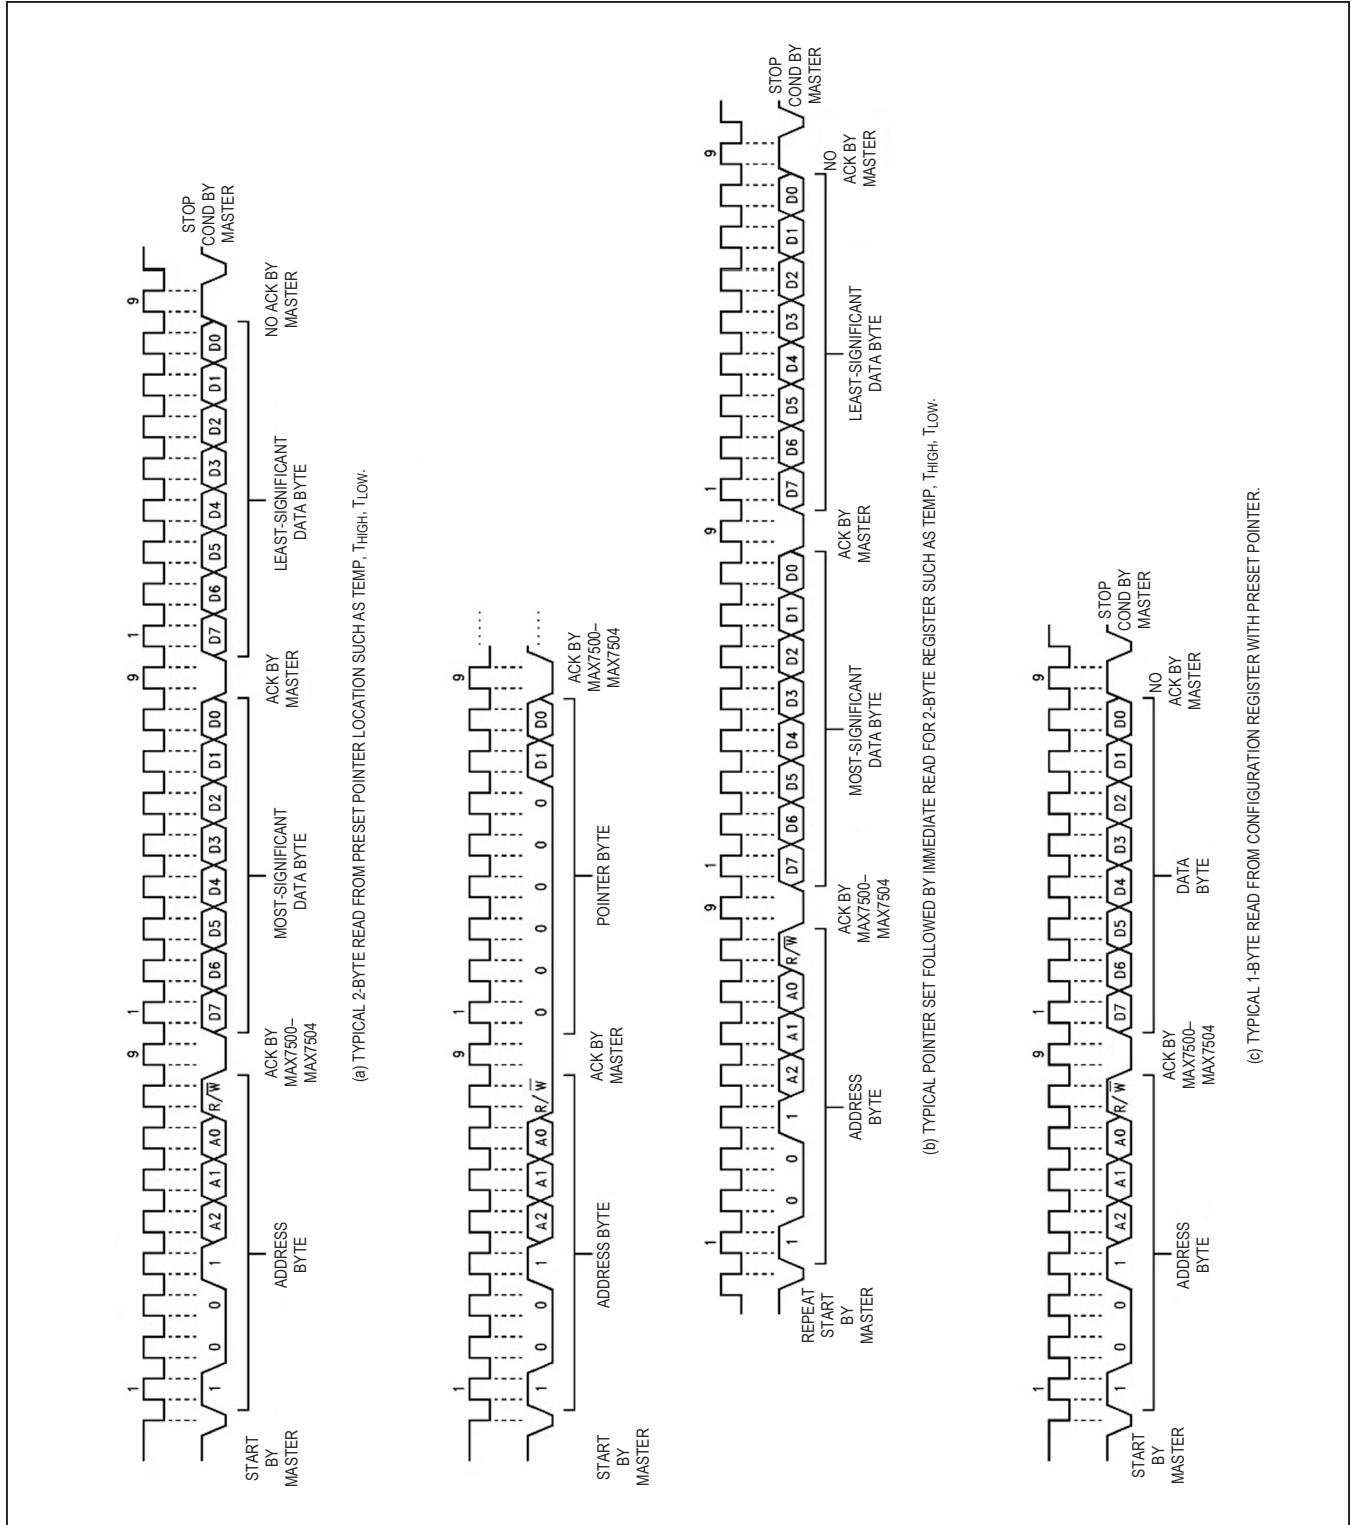 1 9 1 9 1 9
1 0 0 1 A2 A1 A0 R/W̅ D7 D6 D5 D4 D3 D2 D1 D0 D7 D6 D5 D4 D3 D2 D1 D0
START
BY
MASTER
ADDRESS
BYTE
ACK BY
MAX7500–
MAX7504
MOST-SIGNIFICANT
DATA BYTE
ACK BY
MASTER
LEAST-SIGNIFICANT
DATA BYTE
NO ACK BY
MASTER
STOP
COND BY
MASTER
(a) TYPICAL 2-BYTE READ FROM PRESET POINTER LOCATION SUCH AS TEMP, THIGH, TLOW.
1 9 1 9
1 0 0 1 A2 A1 A0 R/W̅ 0 0 0 0 0 0 D1 D0
START
BY
MASTER
ADDRESS BYTE
ACK BY
MASTER
POINTER BYTE
ACK BY
MAX7500–
MAX7504
1 9 1 9 1 9
1 0 0 1 A2 A1 A0 R/W̅ D7 D6 D5 D4 D3 D2 D1 D0 D7 D6 D5 D4 D3 D2 D1 D0
REPEAT
START
BY
MASTER
ADDRESS
BYTE
ACK BY
MAX7500–
MAX7504
MOST-SIGNIFICANT
DATA BYTE
ACK BY
MASTER
LEAST-SIGNIFICANT
DATA BYTE
NO
ACK BY
MASTER
STOP
COND BY
MASTER
(b) TYPICAL POINTER SET FOLLOWED BY IMMEDIATE READ FOR 2-BYTE REGISTER SUCH AS TEMP, THIGH, TLOW.
1 9 1 9
1 0 0 1 A2 A1 A0 R/W̅ D7 D6 D5 D4 D3 D2 D1 D0
START
BY
MASTER
ADDRESS
BYTE
ACK BY
MAX7500–
MAX7504
DATA
BYTE
NO
ACK BY
MASTER
STOP
COND BY
MASTER
(c) TYPICAL 1-BYTE READ FROM CONFIGURATION REGISTER WITH PRESET POINTER.